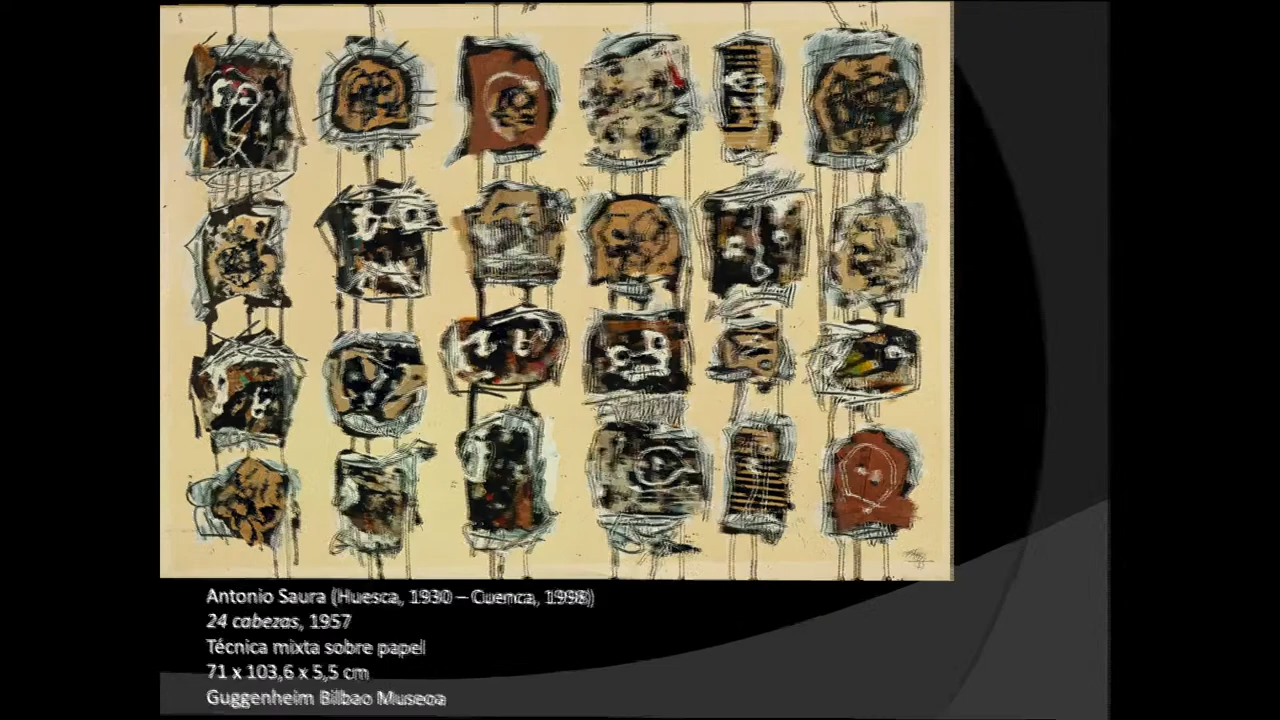 Antonio Saura (Huesca, 1930 – Cuenca, 1998)
24 cabezas, 1957
Técnica mixta sobre papel
71 x 103,6 x 5,5 cm
Guggenheim Bilbao Museoa